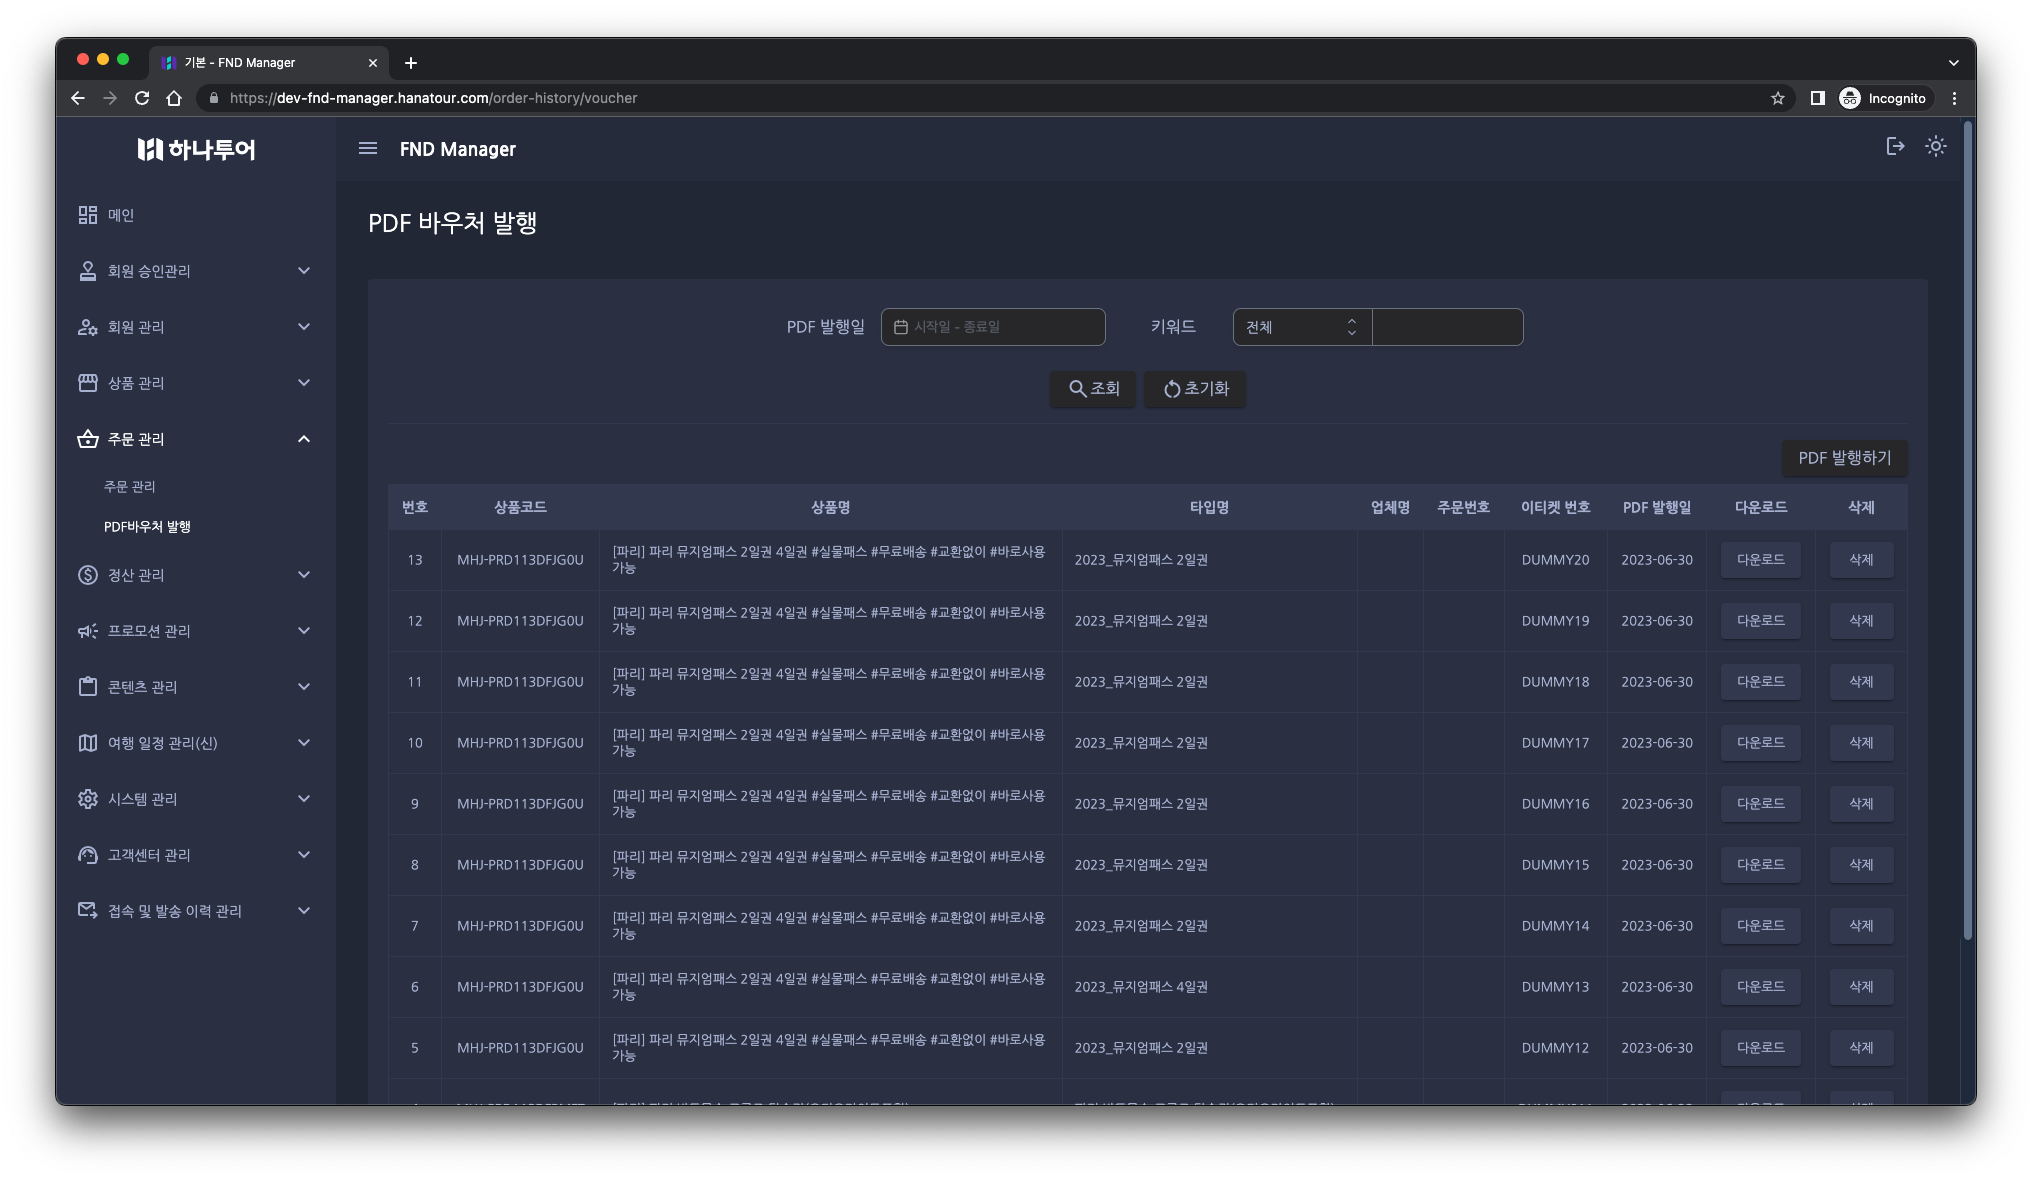 기본 - FND Manager
https://dev-fnd-manager.hanatour.com/order-history/voucher
Incognito
하나투어
FND Manager
메인
회원 승인관리
회원 관리
상품 관리
주문 관리
주문 관리
PDF바우처 발행
정산 관리
프로모션 관리
콘텐츠 관리
여행 일정 관리(신)
시스템 관리
고객센터 관리
접속 및 발송 이력 관리
PDF 바우처 발행
PDF 발행일 시작일 - 종료일 키워드 전체
조회 초기화
PDF 발행하기
번호 상품코드 상품명 타입명 업체명 주문번호 이티켓 번호 PDF 발행일 다운로드 삭제
13 MHJ-PRD113DFJG0U [파리] 파리 뮤지엄패스 2일권 4일권 #실물패스 #무료배송 #교환없이 #바로사용
가능 2023_뮤지엄패스 2일권 DUMMY20 2023-06-30 다운로드 삭제
12 MHJ-PRD113DFJG0U [파리] 파리 뮤지엄패스 2일권 4일권 #실물패스 #무료배송 #교환없이 #바로사용
가능 2023_뮤지엄패스 2일권 DUMMY19 2023-06-30 다운로드 삭제
11 MHJ-PRD113DFJG0U [파리] 파리 뮤지엄패스 2일권 4일권 #실물패스 #무료배송 #교환없이 #바로사용
가능 2023_뮤지엄패스 2일권 DUMMY18 2023-06-30 다운로드 삭제
10 MHJ-PRD113DFJG0U [파리] 파리 뮤지엄패스 2일권 4일권 #실물패스 #무료배송 #교환없이 #바로사용
가능 2023_뮤지엄패스 2일권 DUMMY17 2023-06-30 다운로드 삭제
9 MHJ-PRD113DFJG0U [파리] 파리 뮤지엄패스 2일권 4일권 #실물패스 #무료배송 #교환없이 #바로사용
가능 2023_뮤지엄패스 2일권 DUMMY16 2023-06-30 다운로드 삭제
8 MHJ-PRD113DFJG0U [파리] 파리 뮤지엄패스 2일권 4일권 #실물패스 #무료배송 #교환없이 #바로사용
가능 2023_뮤지엄패스 2일권 DUMMY15 2023-06-30 다운로드 삭제
7 MHJ-PRD113DFJG0U [파리] 파리 뮤지엄패스 2일권 4일권 #실물패스 #무료배송 #교환없이 #바로사용
가능 2023_뮤지엄패스 2일권 DUMMY14 2023-06-30 다운로드 삭제
6 MHJ-PRD113DFJG0U [파리] 파리 뮤지엄패스 2일권 4일권 #실물패스 #무료배송 #교환없이 #바로사용
가능 2023_뮤지엄패스 4일권 DUMMY13 2023-06-30 다운로드 삭제
5 MHJ-PRD113DFJG0U [파리] 파리 뮤지엄패스 2일권 4일권 #실물패스 #무료배송 #교환없이 #바로사용
가능 2023_뮤지엄패스 2일권 DUMMY12 2023-06-30 다운로드 삭제